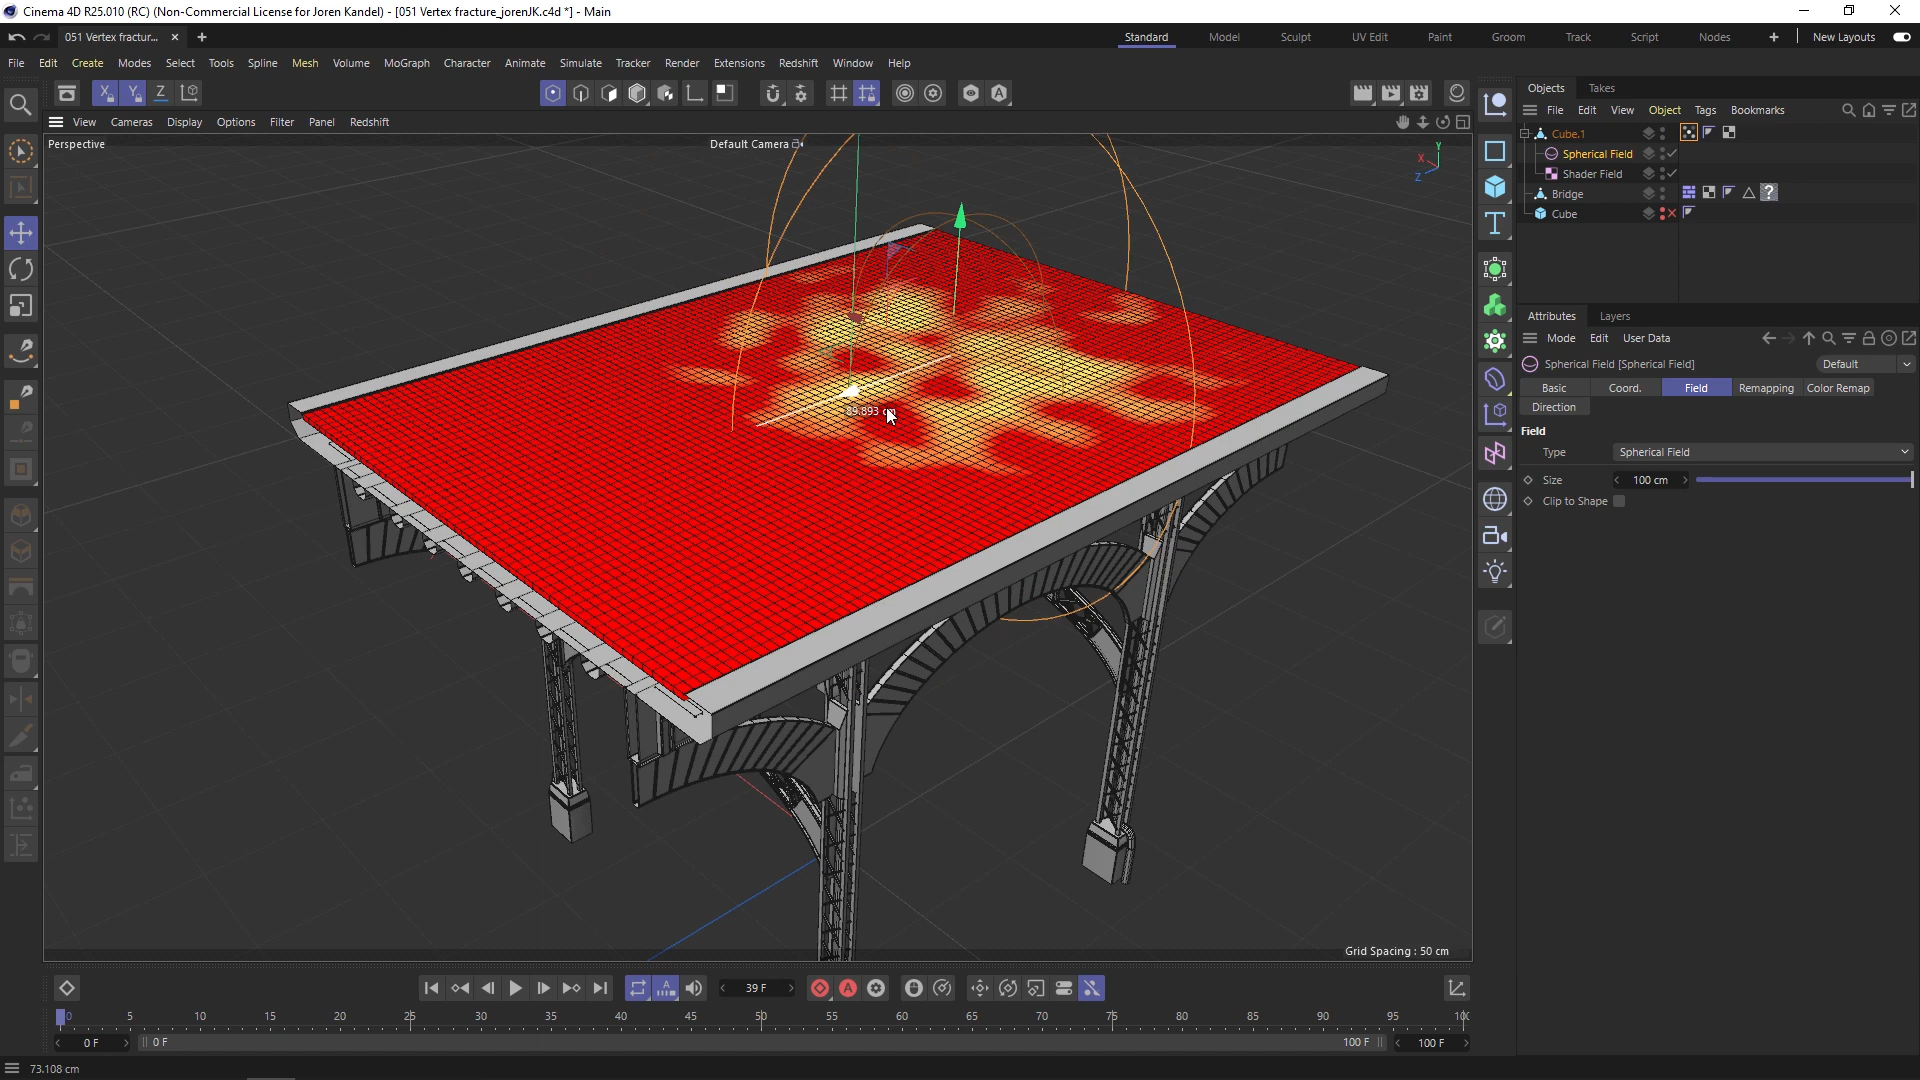 Cinema 4D R25.010 (RC) (Non-Commercial License for Joren Kandel) - [051 Vertex fracture_jorenJK.c4d *] - Main
051 Vertex fractur...
Standard Model Sculpt UV Edit Paint Groom Track Script Nodes New Layouts
File Edit Create Modes Select Tools Spline Mesh Volume MoGraph Character Animate Simulate Tracker Render Extensions Redshift Window Help
X Y Z
Objects Takes
File Edit View Object Tags Bookmarks
View Cameras Display Options Filter Panel Redshift
Perspective
Default Camera
Y
X
Z
Cube.1
Spherical Field
Shader Field
Bridge
Cube
Attributes Layers
Mode Edit User Data
Spherical Field [Spherical Field]
Default
Basic Coord. Field Remapping Color Remap
Direction
Field
Type Spherical Field
Size 100 cm
Clip to Shape
89.893 cm
Grid Spacing : 50 cm
39 F
0 5 10 15 20 25 30 35 40 45 50 55 60 65 70 75 80 85 90 95 100
0 F 0 F 100 F 100 F
73.108 cm